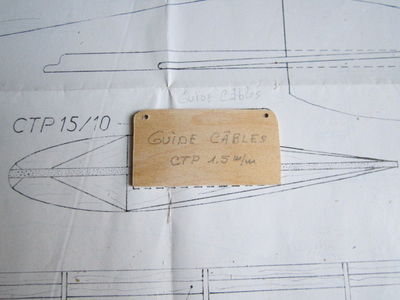 Guide Câbles
CTP 15/10
GUIDE CÂBLES
CTP 1.5 m/m